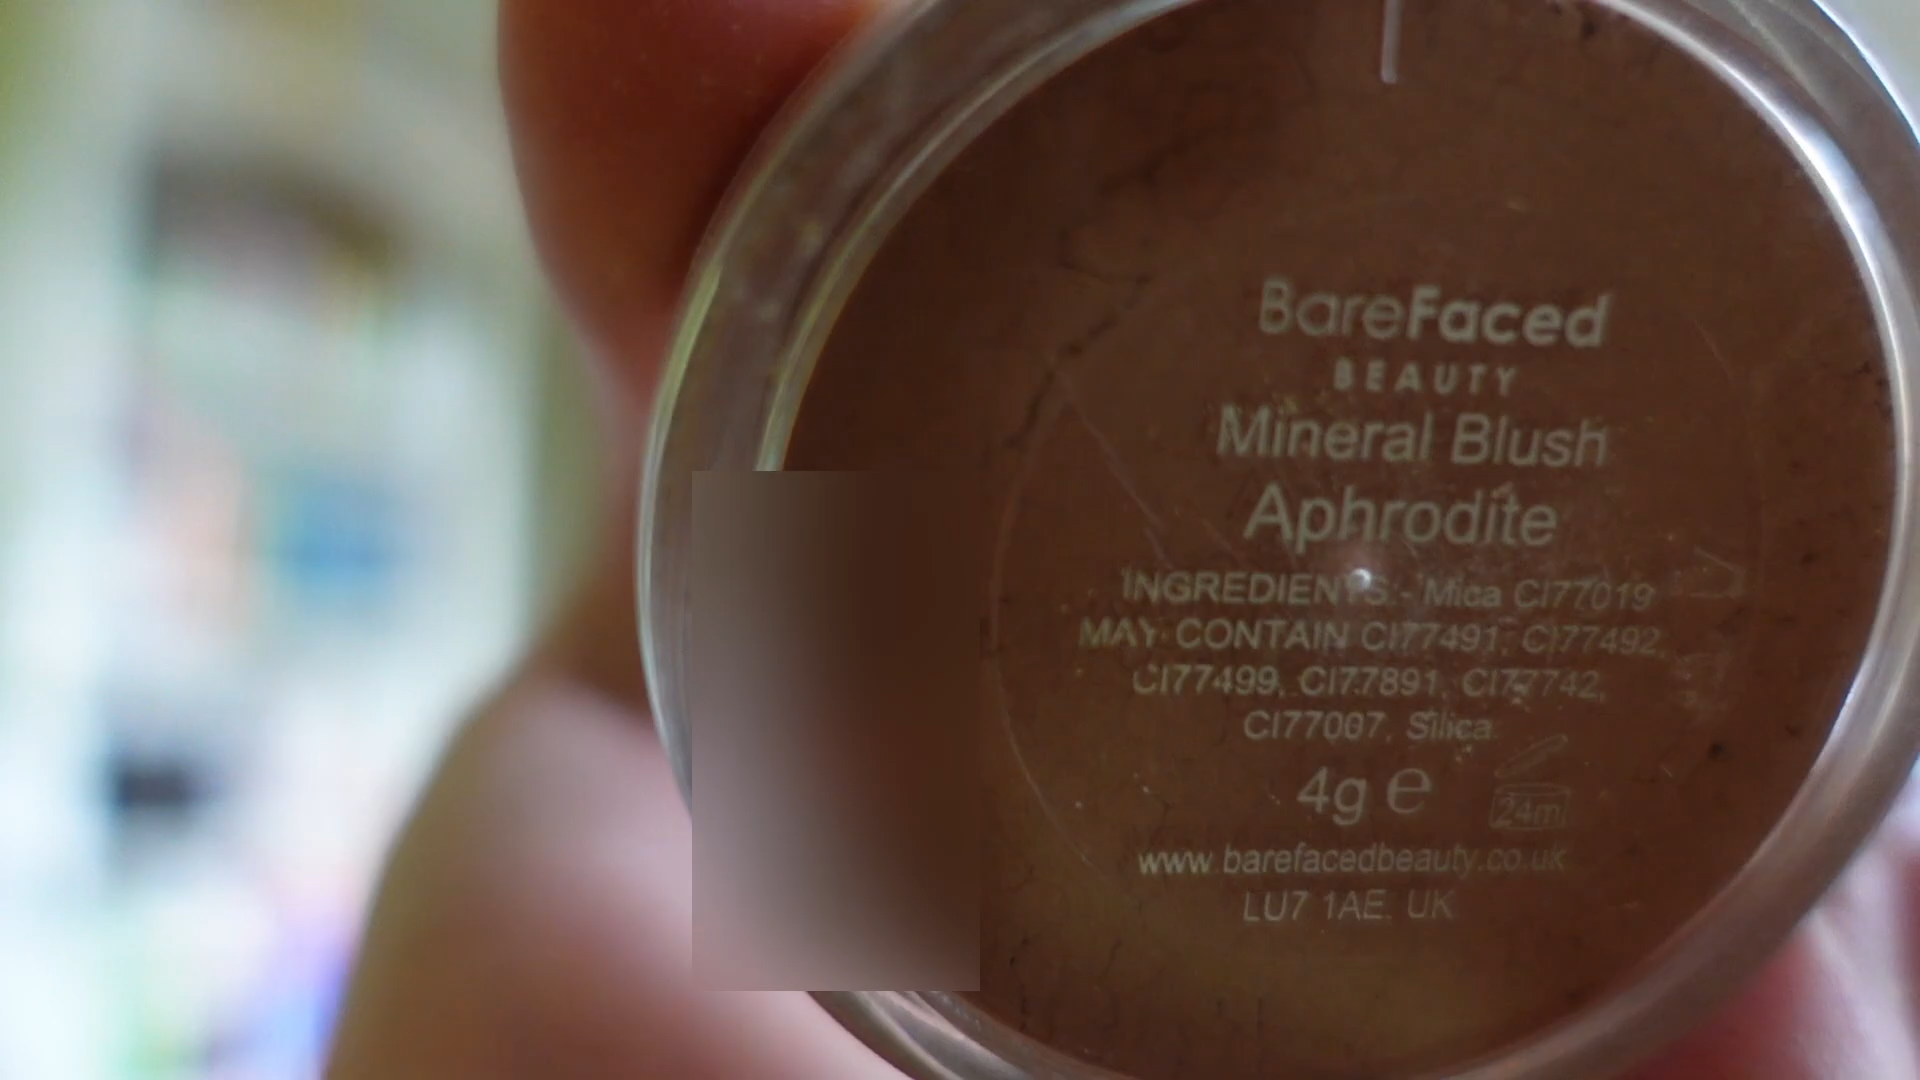 BareFaced
BEAUTY
Mineral Blush
Aphrodite
INGREDIENTS:- Mica CI77019
MAY CONTAIN CI77491, CI77492,
CI77499, CI77891, CI77742,
CI77007, Silica.
4g ℮ 24m
www.barefacedbeauty.co.uk
LU7 1AE. UK